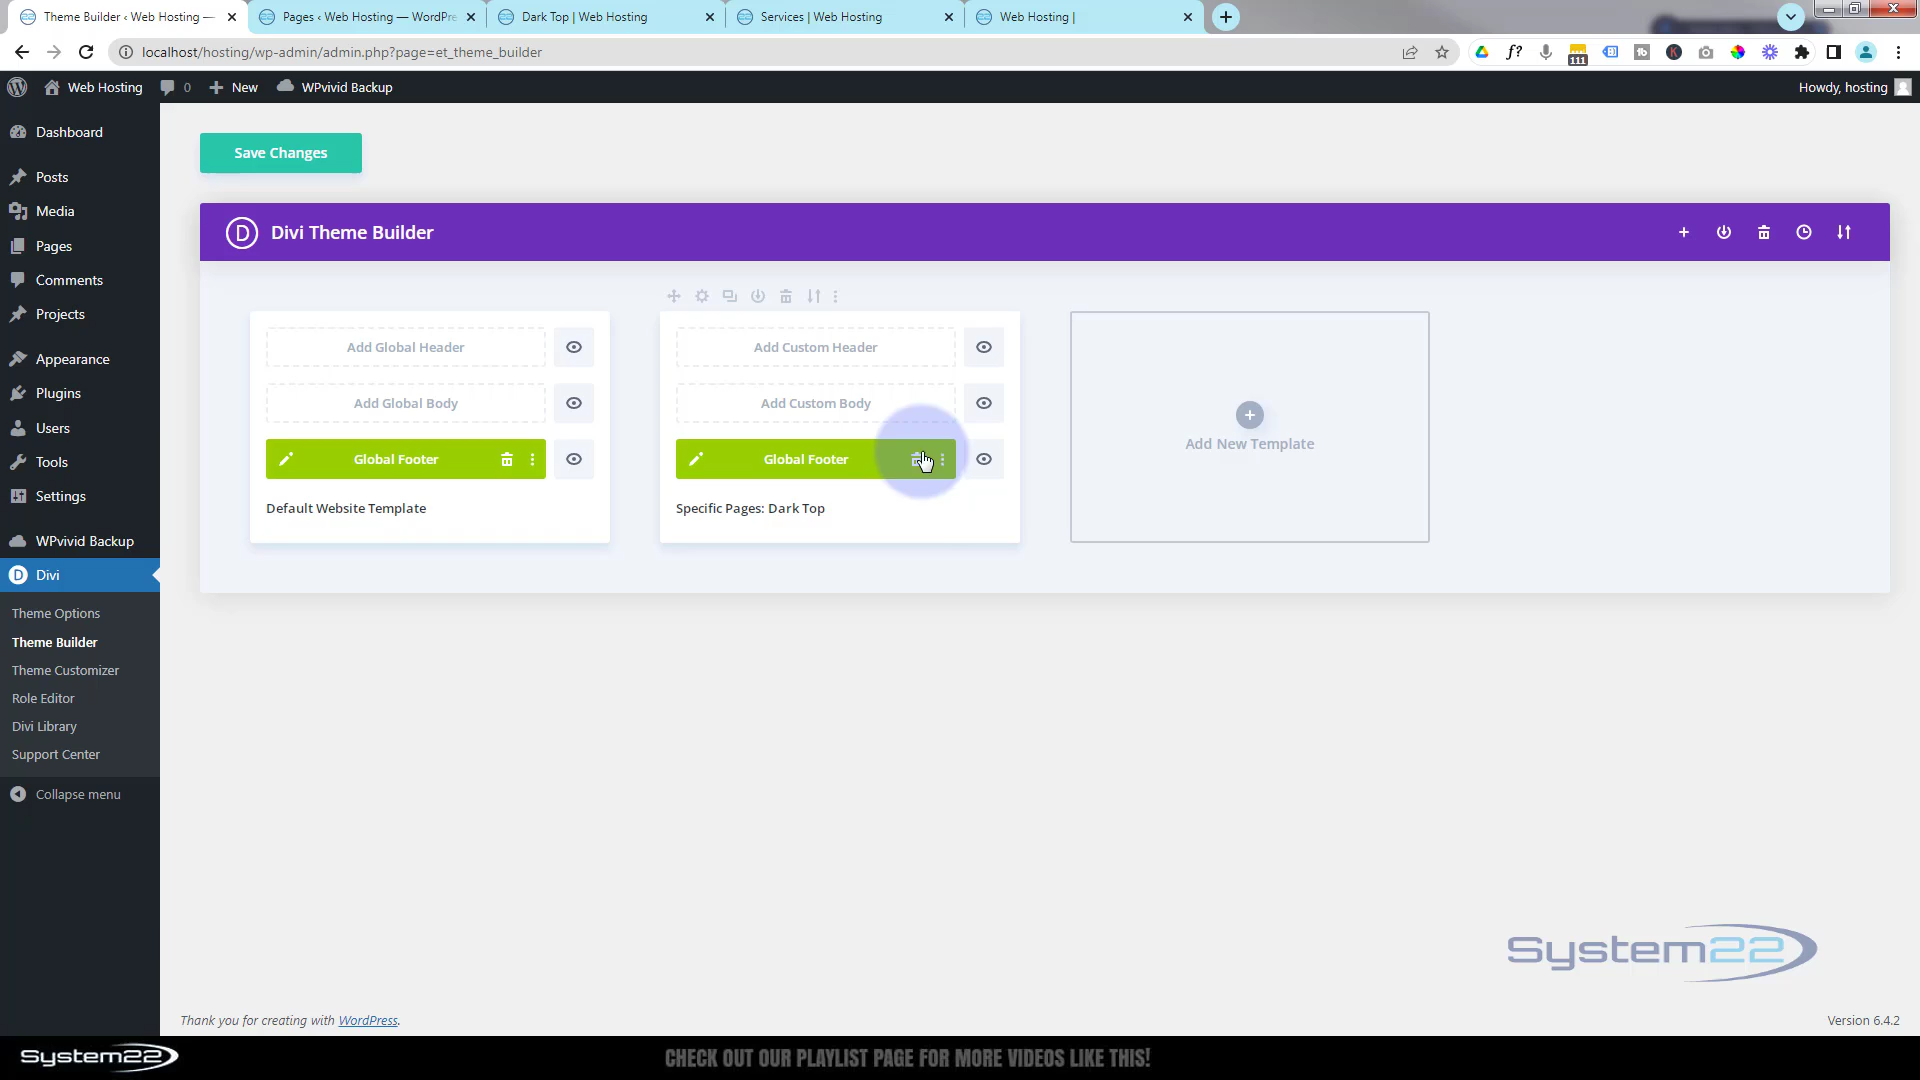 Theme Builder ‹ Web Hosting —
Pages ‹ Web Hosting — WordPre
Dark Top | Web Hosting
Services | Web Hosting
Web Hosting |
localhost/hosting/wp-admin/admin.php?page=et_theme_builder
f?
111
Web Hosting
0
New
WPvivid Backup
Howdy, hosting
Dashboard
Posts
Media
Pages
Comments
Projects
Appearance
Plugins
Users
Tools
Settings
WPvivid Backup
D
Divi
Theme Options
Theme Builder
Theme Customizer
Role Editor
Divi Library
Support Center
Collapse menu
Save Changes
D
Divi Theme Builder
Add Global Header
Add Global Body
Global Footer
Default Website Template
Add Custom Header
Add Custom Body
Global Footer
Specific Pages: Dark Top
Add New Template
System22
Thank you for creating with WordPress.
Version 6.4.2
System22
CHECK OUT OUR PLAYLIST PAGE FOR MORE VIDEOS LIKE THIS!